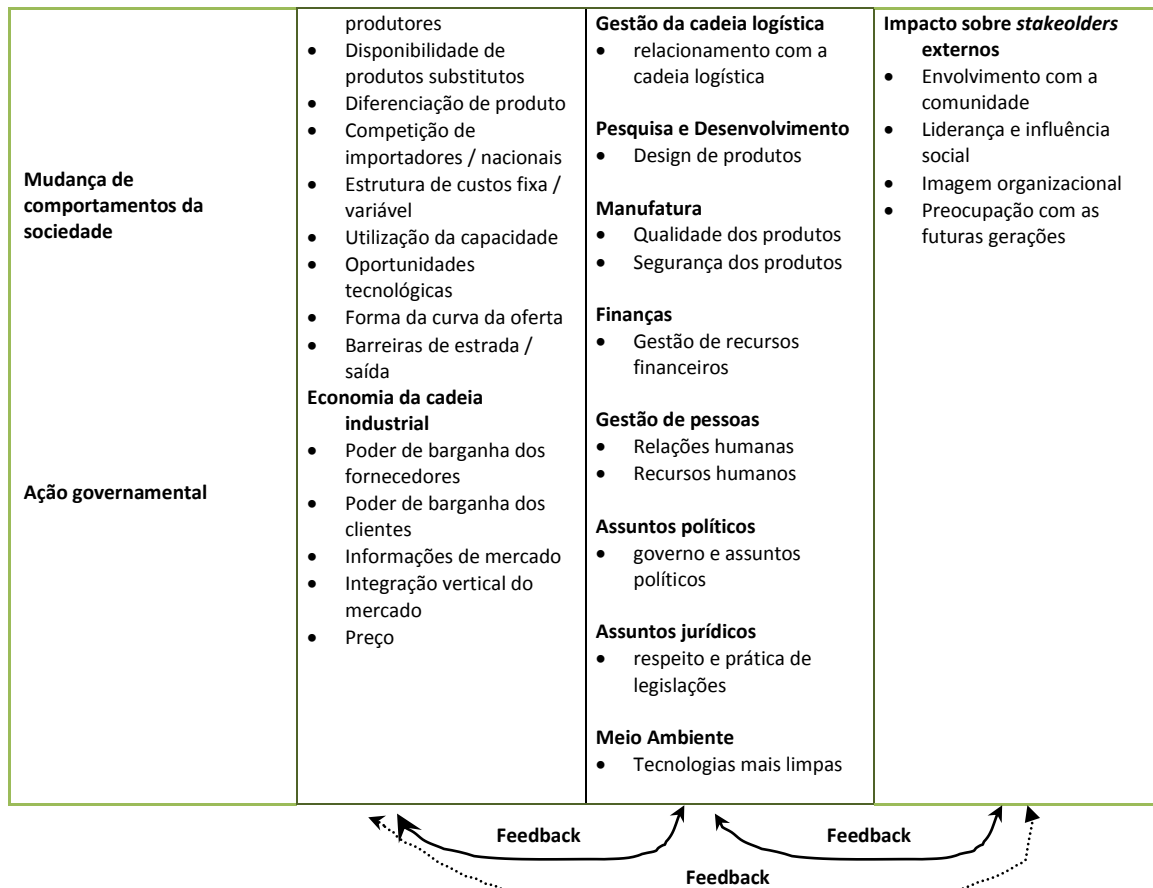 Mudança de
comportamentos da
sociedade
Ação governamental
produtores
• Disponibilidade de
produtos substitutos
• Diferenciação de produto
• Competição de
importadores / nacionais
• Estrutura de custos fixa /
variável
• Utilização da capacidade
• Oportunidades
tecnológicas
• Forma da curva da oferta
• Barreiras de estrada /
saída
Economia da cadeia
industrial
• Poder de barganha dos
fornecedores
• Poder de barganha dos
clientes
• Informações de mercado
• Integração vertical do
mercado
• Preço
Gestão da cadeia logística
• relacionamento com a
cadeia logística
Pesquisa e Desenvolvimento
• Design de produtos
Manufatura
• Qualidade dos produtos
• Segurança dos produtos
Finanças
• Gestão de recursos
financeiros
Gestão de pessoas
• Relações humanas
• Recursos humanos
Assuntos políticos
• governo e assuntos
políticos
Assuntos jurídicos
• respeito e prática de
legislações
Meio Ambiente
• Tecnologias mais limpas
Impacto sobre stakeolders
externos
• Envolvimento com a
comunidade
• Liderança e influência
social
• Imagem organizacional
• Preocupação com as
futuras gerações
Feedback
Feedback
Feedback